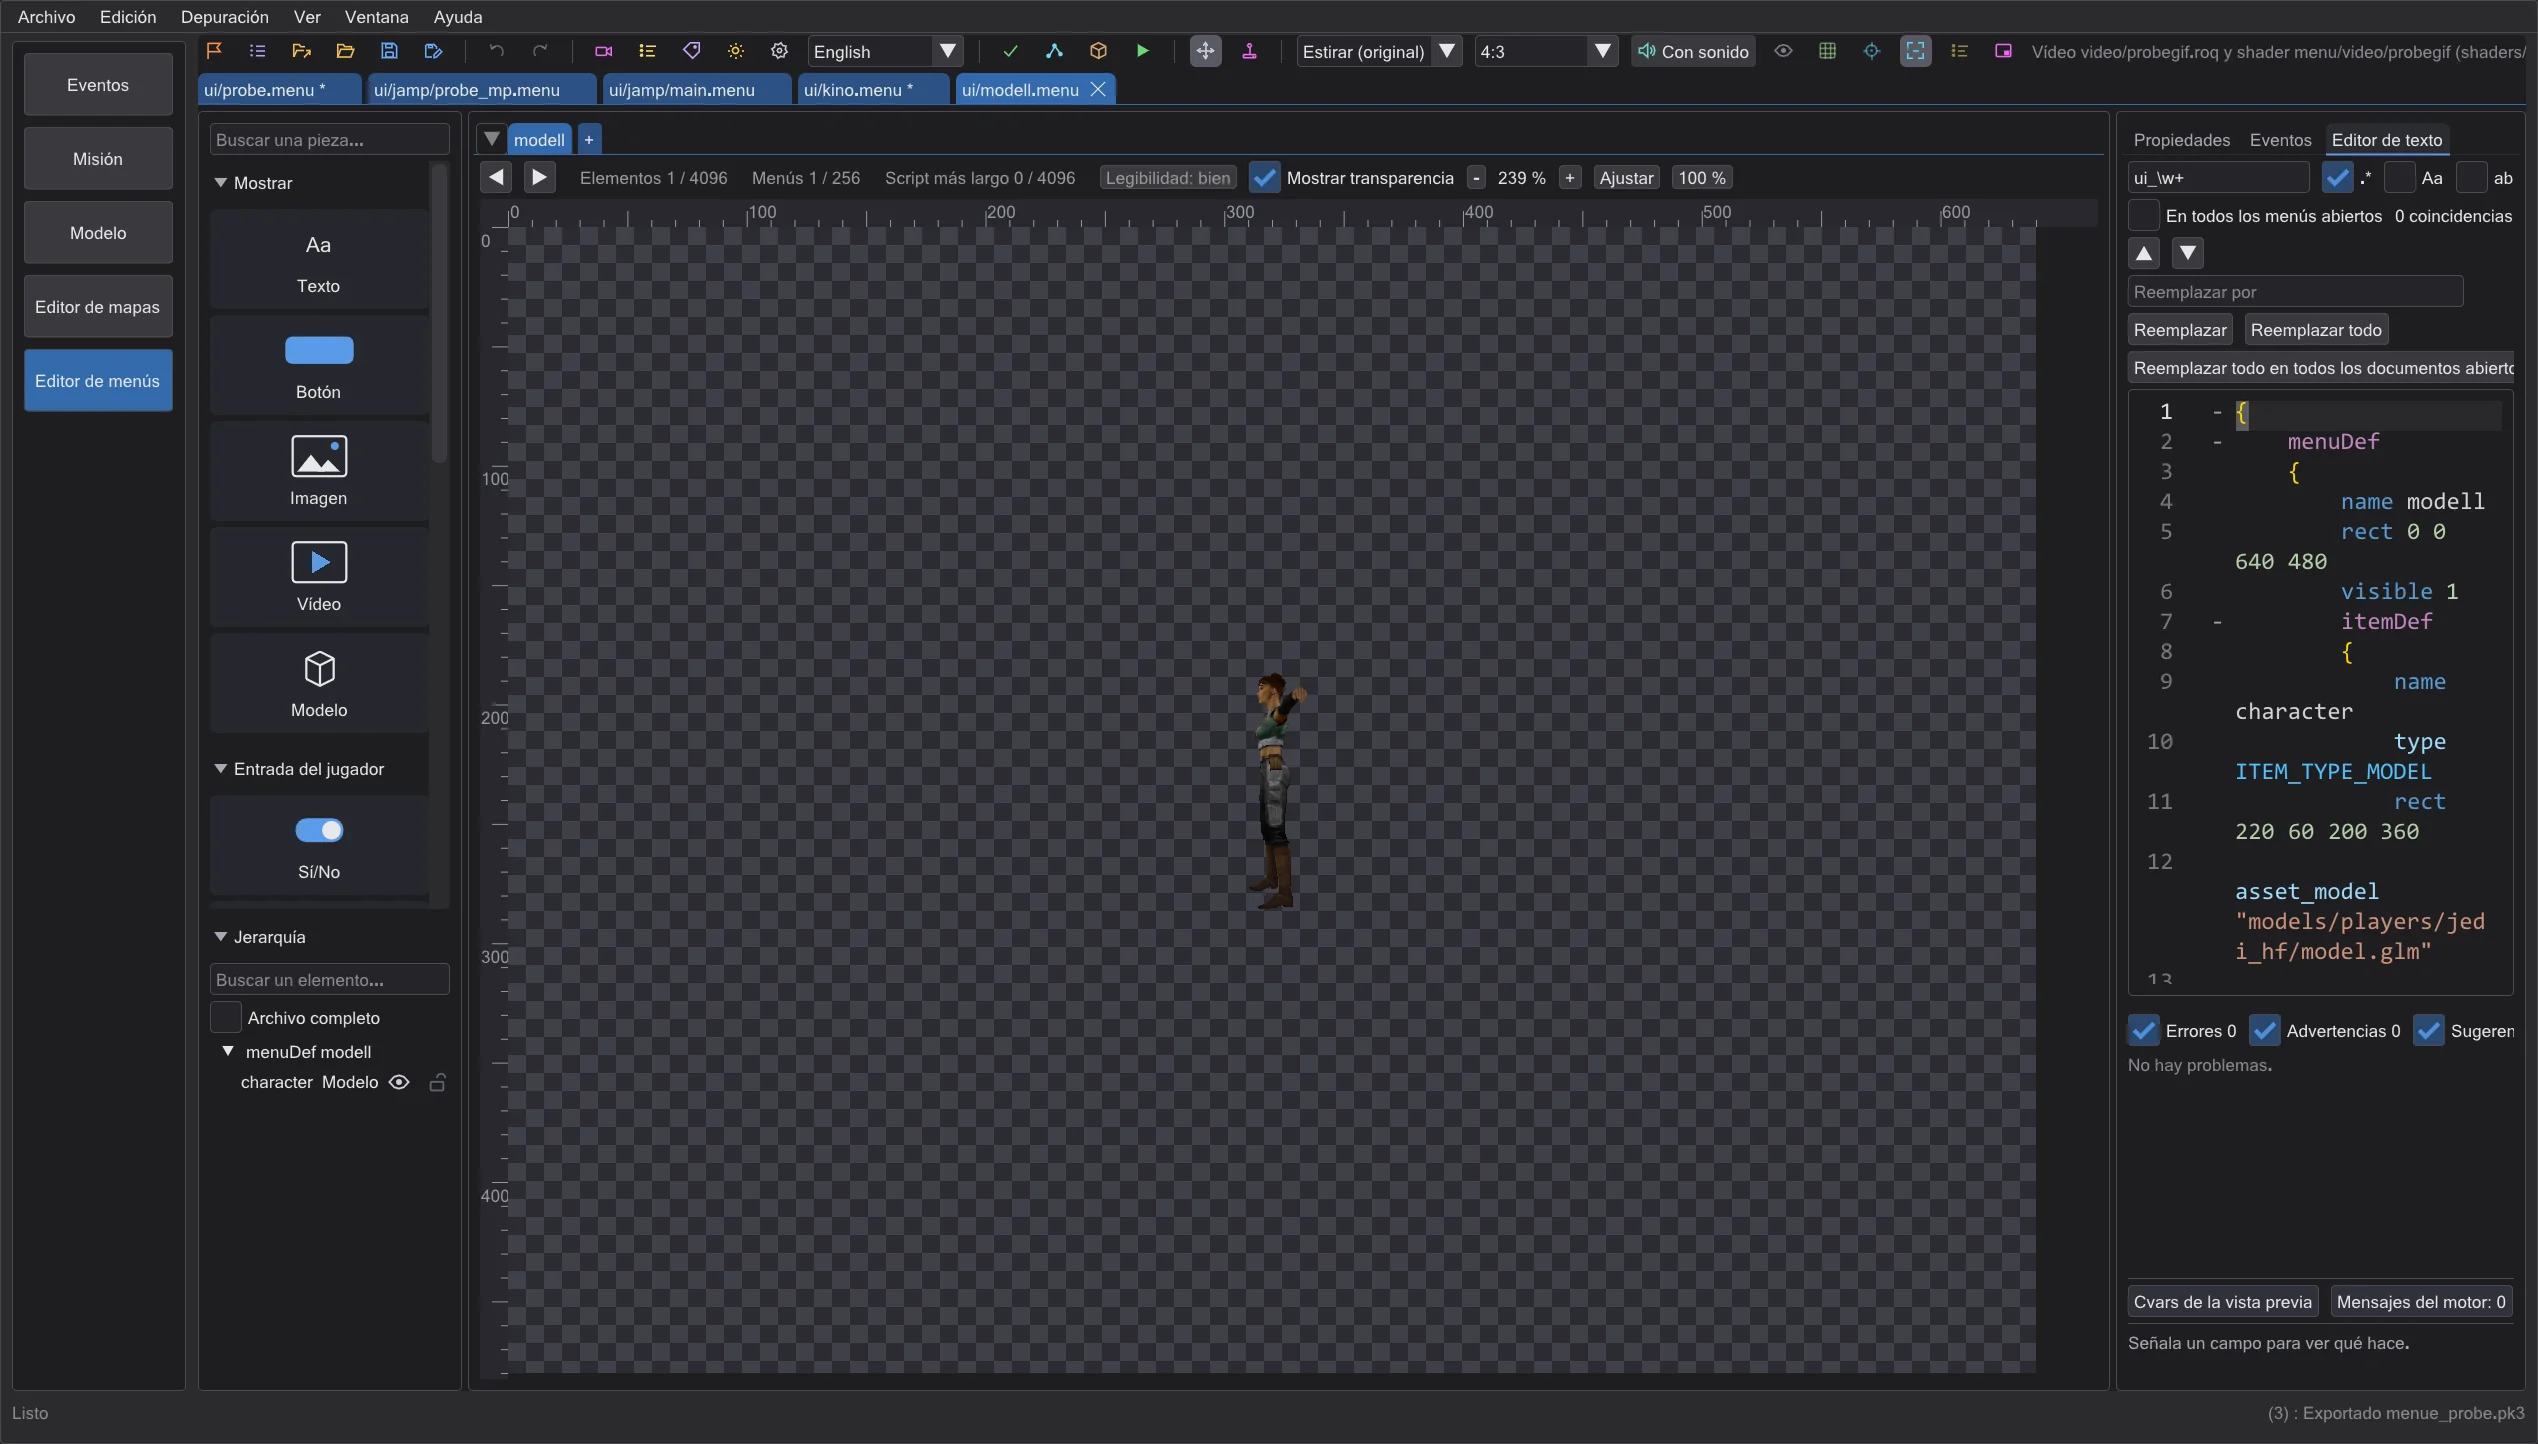 Archivo Edición Depuración Ver Ventana Ayuda
English
Estirar (original)
4:3
Con sonido
Vídeo video/probegif.roq y shader menu/video/probegif (shaders/
Eventos
Misión
Modelo
Editor de mapas
Editor de menús
ui/probe.menu *
ui/jamp/probe_mp.menu
ui/jamp/main.menu
ui/kino.menu *
ui/modell.menu
Buscar una pieza...
Mostrar
Aa
Texto
Botón
Imagen
Vídeo
Modelo
Entrada del jugador
Sí/No
Jerarquía
Buscar un elemento...
Archivo completo
menuDef modell
character Modelo
modell +
Elementos 1 / 4096 Menús 1 / 256 Script más largo 0 / 4096 Legibilidad: bien Mostrar transparencia - 239 % + Ajustar 100 %
0 100 200 300 400 500 600
0
100
200
300
400
Propiedades Eventos Editor de texto
ui_\w+ .* Aa ab
En todos los menús abiertos 0 coincidencias
Reemplazar por
Reemplazar Reemplazar todo
Reemplazar todo en todos los documentos abierto
1 - {
2 - menuDef
3 {
4 name modell
5 rect 0 0
640 480
6 visible 1
7 - itemDef
8 {
9 name
character
10 type
ITEM_TYPE_MODEL
11 rect
220 60 200 360
12
asset_model
"models/players/jed
i_hf/model.glm"
13
Errores 0 Advertencias 0 Sugeren
No hay problemas.
Cvars de la vista previa Mensajes del motor: 0
Señala un campo para ver qué hace.
Listo
(3) : Exportado menue_probe.pk3